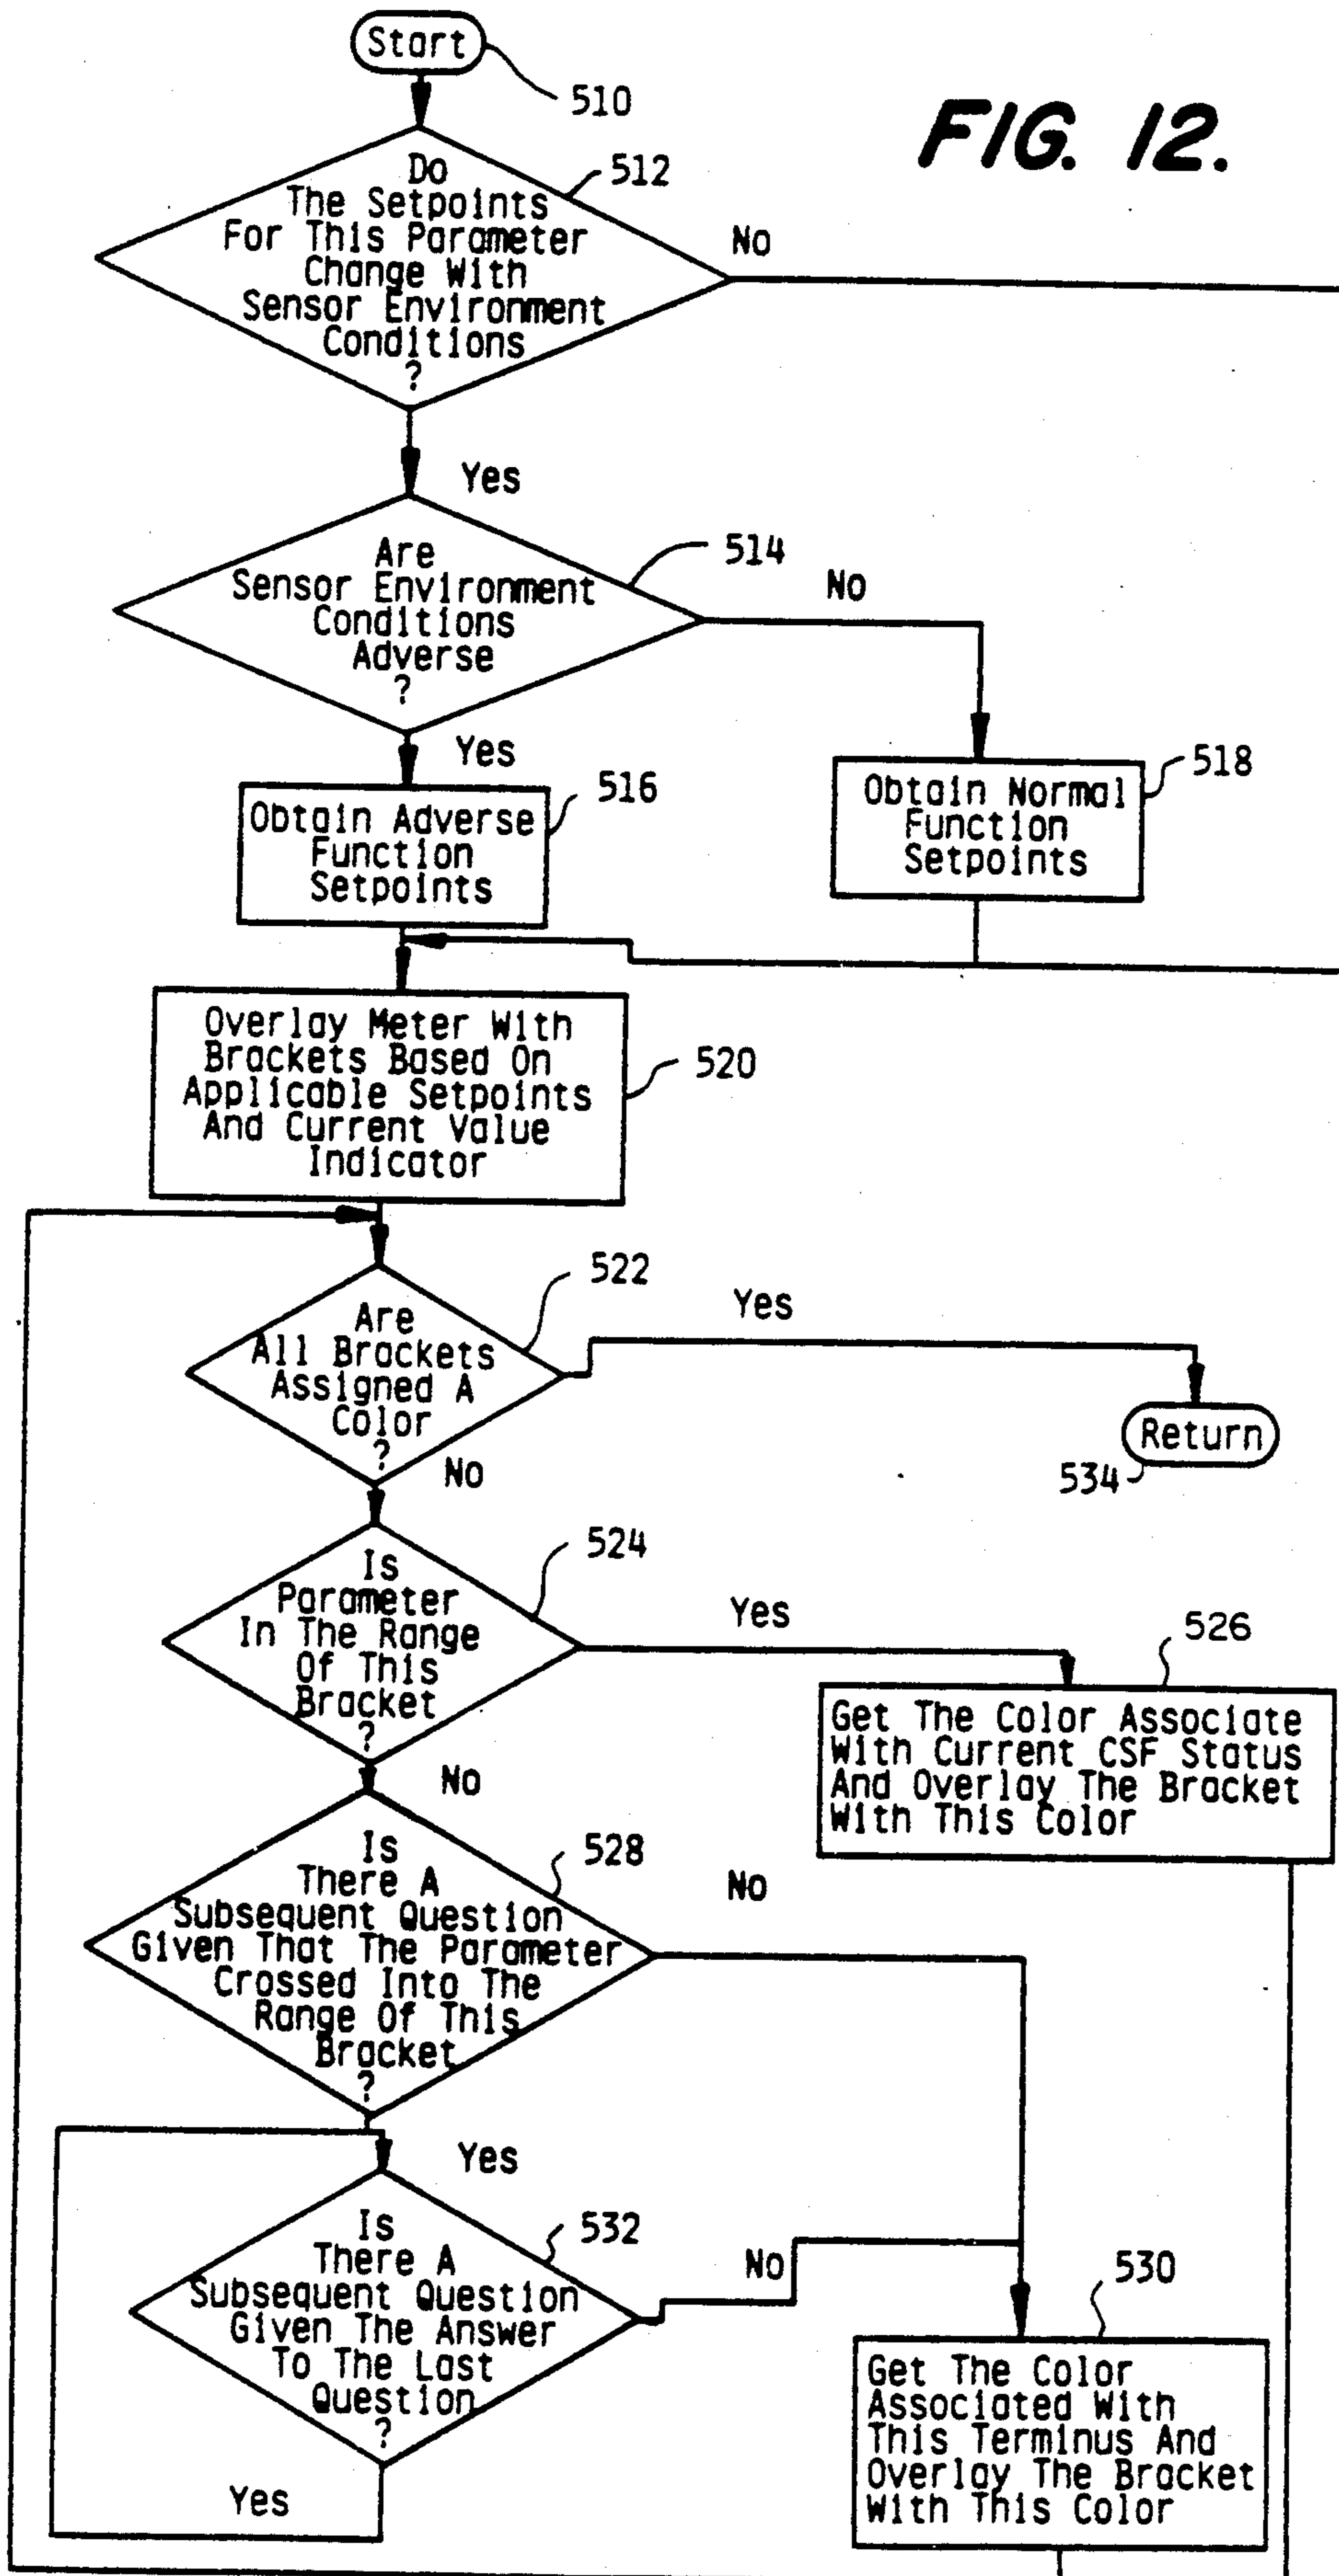 Start
510
FIG. 12.
Do
The Setpoints
For This Parameter
Change With
Sensor Environment
Conditions
?
512
No
Yes
Are
Sensor Environment
Conditions
Adverse
?
514
No
Yes
Obtain Adverse
Function
Setpoints
516
Obtain Normal
Function
Setpoints
518
Overlay Meter With
Brackets Based On
Applicable Setpoints
And Current Value
Indicator
520
Are
All Brackets
Assigned A
Color
?
522
Yes
Return
534
No
Is
Parameter
In The Range
Of This
Bracket
?
524
Yes
526
Get The Color Associate
With Current CSF Status
And Overlay The Bracket
With This Color
No
Is
There A
Subsequent Question
Given That The Parameter
Crossed Into The
Range Of This
Bracket
?
528
No
Yes
Is
There A
Subsequent Question
Given The Answer
To The Last
Question
?
532
No
Yes
530
Get The Color
Associated With
This Terminus And
Overlay The Bracket
With This Color